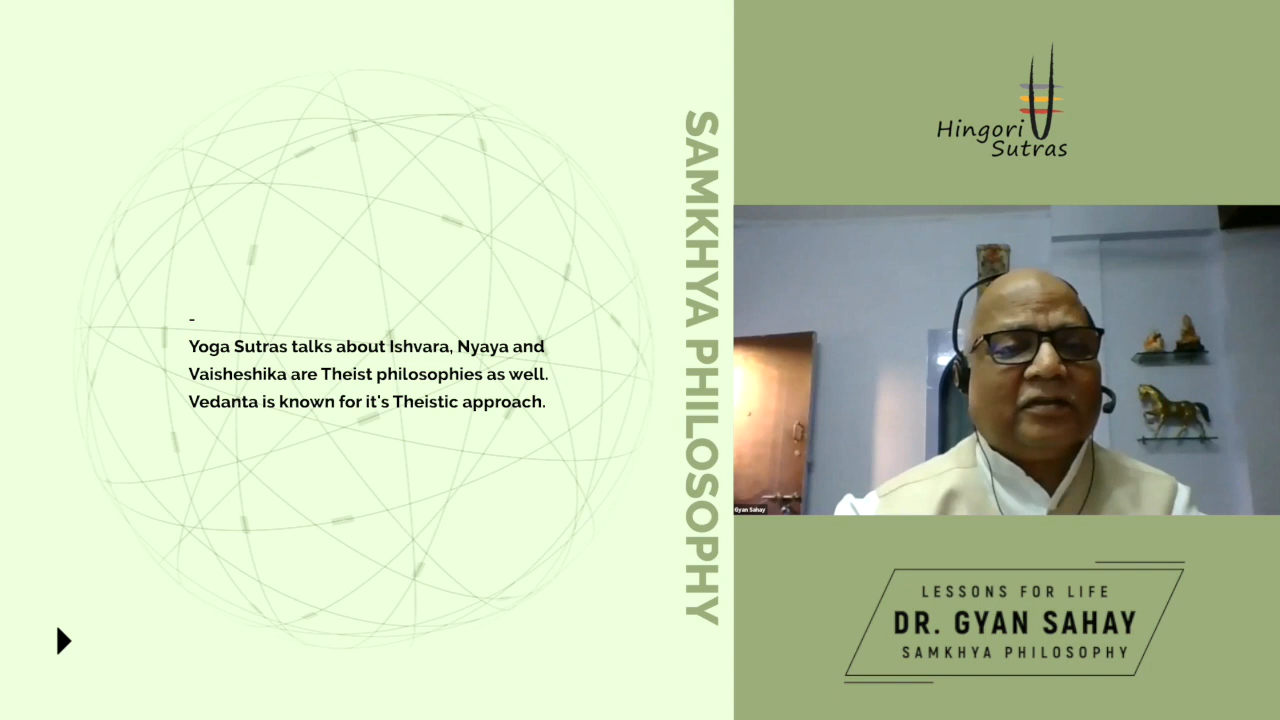 -
Yoga Sutras talks about Ishvara, Nyaya and
Vaisheshika are Theist philosophies as well.
Vedanta is known for it's Theistic approach.
SAMKHYA PHILOSOPHY
Hingori
Sutras
Gyan Sahay
LESSONS FOR LIFE
DR. GYAN SAHAY
SAMKHYA PHILOSOPHY